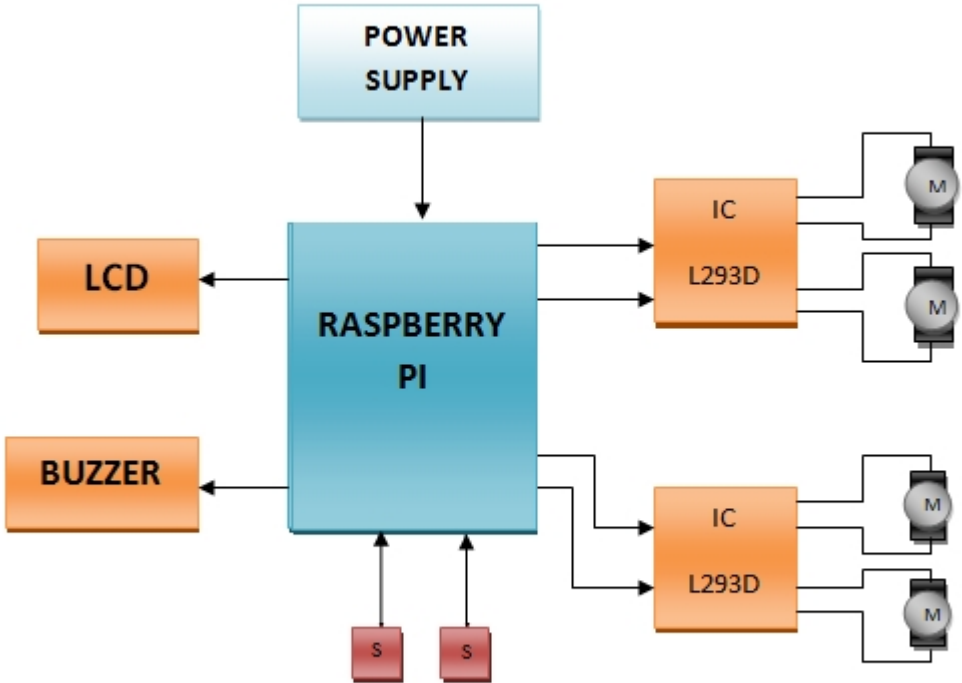 POWER
SUPPLY
LCD
RASPBERRY
PI
BUZZER
IC
L293D
M
M
IC
L293D
M
M
S
S